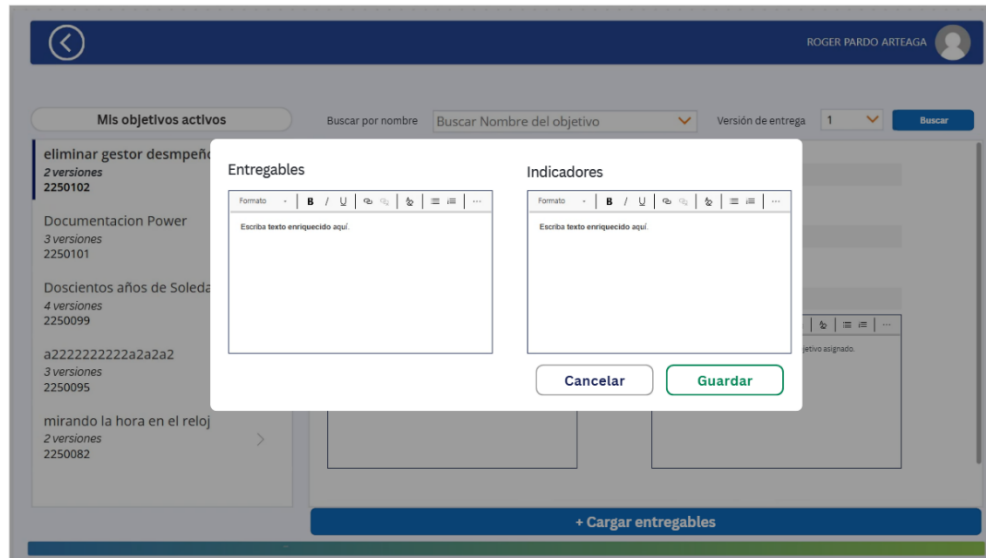 ROGER PARDO ARTEAGA
Mis objetivos activos
Buscar por nombre
Buscar Nombre del objetivo
Versión de entrega
1
Buscar
eliminar gestor desmpeñ
2 versiones
2250102
Documentacion Power
3 versiones
2250101
Doscientos años de Soleda
4 versiones
2250099
a2222222222a2a2a2
3 versiones
2250095
mirando la hora en el reloj
2 versiones
2250082
Entregables
Formato B I U
Escriba texto enriquecido aquí.
Indicadores
Formato B I U
Escriba texto enriquecido aquí.
asignado.
Cancelar
Guardar
+ Cargar entregables